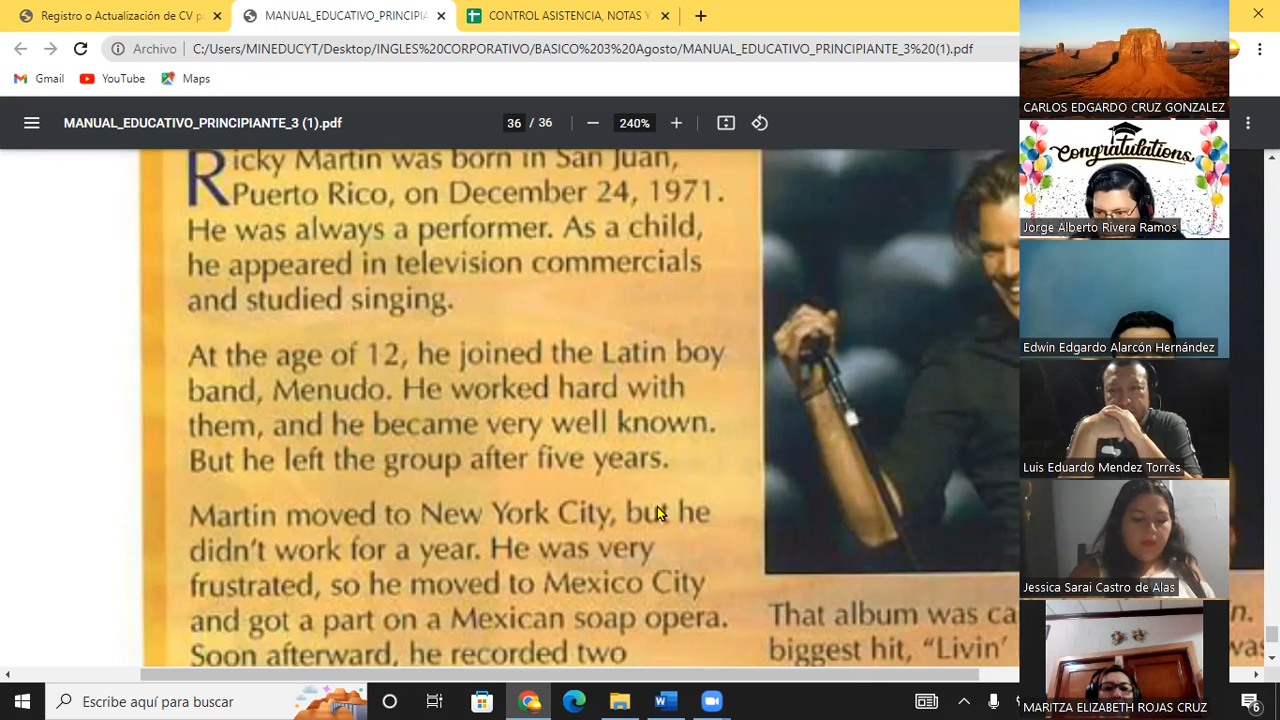 Registro o Actualización de CV p
MANUAL_EDUCATIVO_PRINCIPIA
CONTROL ASISTENCIA, NOTAS Y
Archivo
C:/Users/MINEDUCYT/Desktop/INGLES%20CORPORATIVO/BASICO%203%20Agosto/MANUAL_EDUCATIVO_PRINCIPIANTE_3%20(1).pdf
Gmail
YouTube
Maps
MANUAL_EDUCATIVO_PRINCIPIANTE_3 (1).pdf
36 / 36
240%
Ricky Martin was born in San Juan,
Puerto Rico, on December 24, 1971.
He was always a performer. As a child,
he appeared in television commercials
and studied singing.
At the age of 12, he joined the Latin boy
band, Menudo. He worked hard with
them, and he became very well known.
But he left the group after five years.
Martin moved to New York City, but he
didn't work for a year. He was very
frustrated, so he moved to Mexico City
and got a part on a Mexican soap opera.
Soon afterward, he recorded two
That album was ca
biggest hit, "Livin'
n.
was
CARLOS EDGARDO CRUZ GONZALEZ
Congratulations
Jorge Alberto Rivera Ramos
Edwin Edgardo Alarcón Hernández
Luis Eduardo Mendez Torres
Jessica Sarai Castro de Alas
MARITZA ELIZABETH ROJAS CRUZ
Escribe aquí para buscar
6